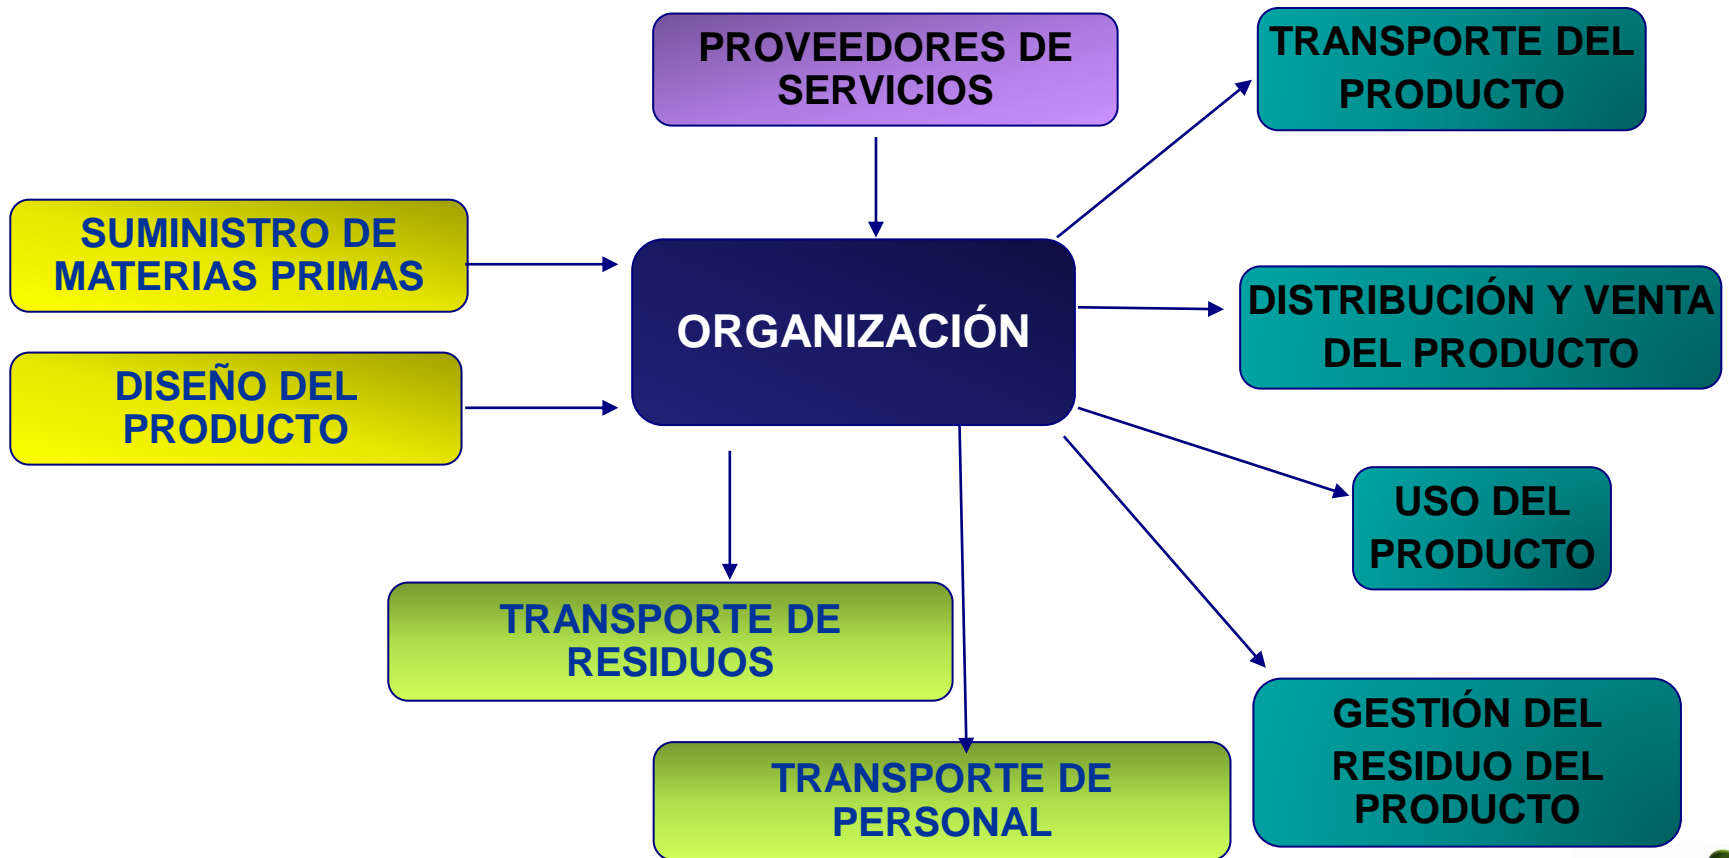 PROVEEDORES DE
SERVICIOS
TRANSPORTE DEL
PRODUCTO
SUMINISTRO DE
MATERIAS PRIMAS
ORGANIZACIÓN
DISTRIBUCIÓN Y VENTA
DEL PRODUCTO
DISEÑO DEL
PRODUCTO
USO DEL
PRODUCTO
TRANSPORTE DE
RESIDUOS
GESTIÓN DEL
RESIDUO DEL
PRODUCTO
TRANSPORTE DE
PERSONAL